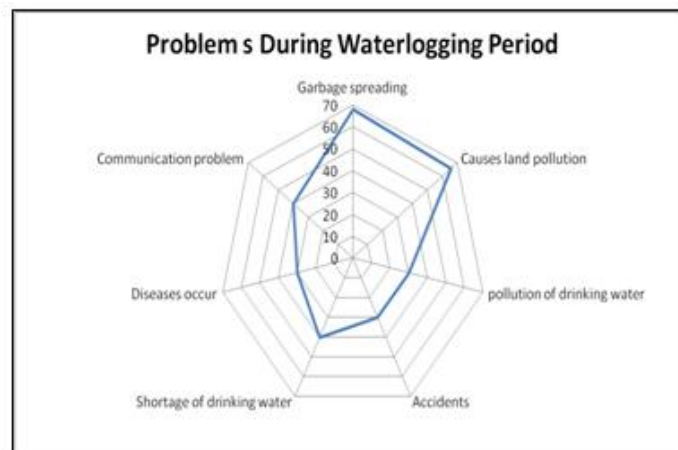 Problem s During Waterlogging Period
Garbage spreading
70
60
50
40
30
20
10
0
Communication problem
Causes land pollution
Diseases occur
pollution of drinking water
Shortage of drinking water
Accidents